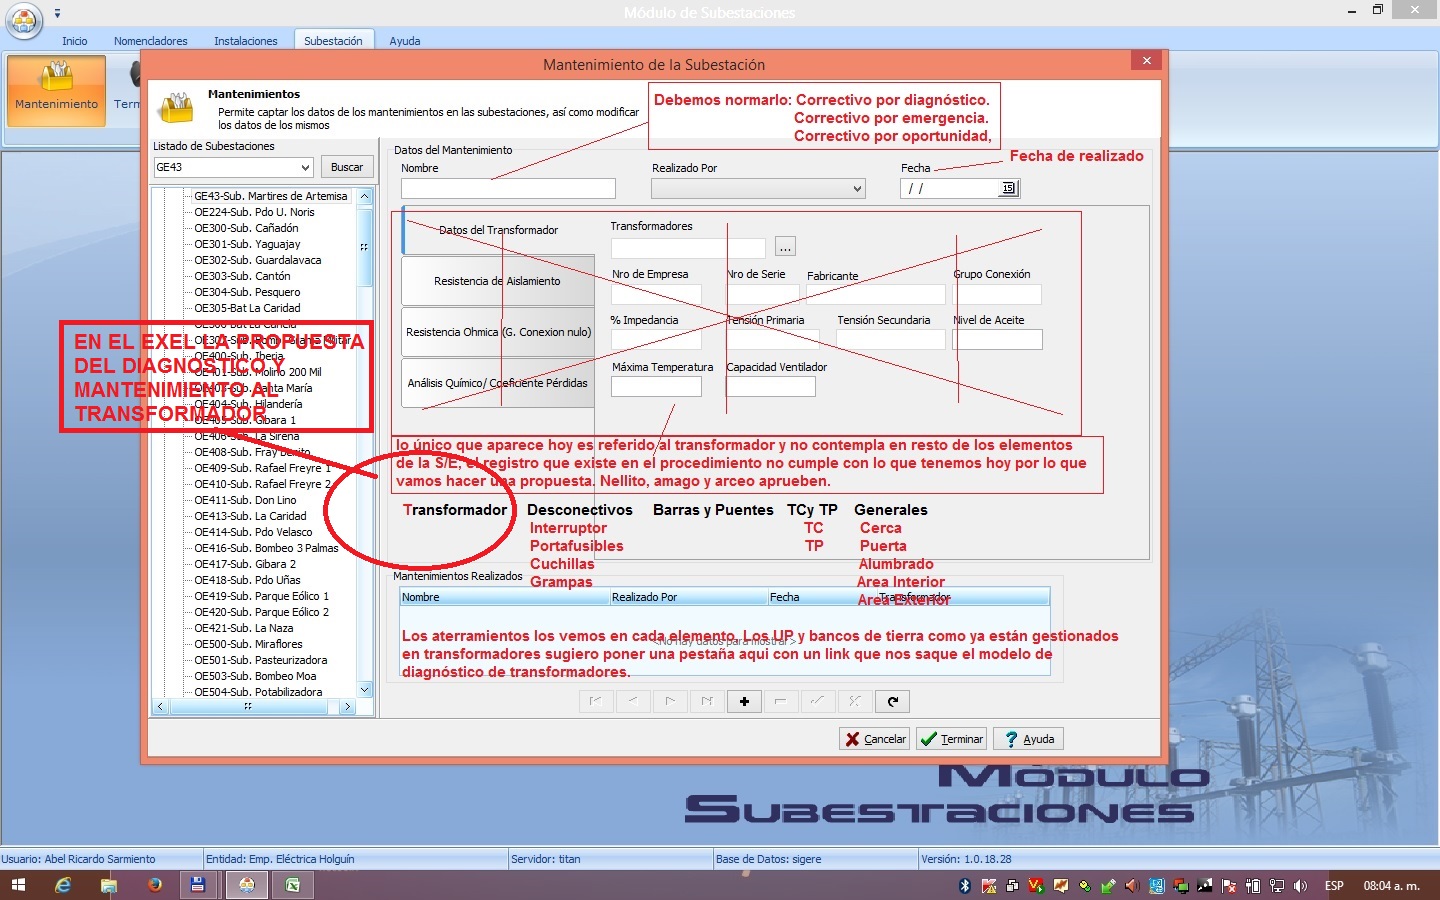 Módulo de Subestaciones
Inicio
Nomencladores
Instalaciones
Subestación
Ayuda
Mantenimiento
Term
Mantenimiento de la Subestación
Mantenimientos
Permite captar los datos de los mantenimientos en las subestaciones, así como modificar
los datos de los mismos
Debemos normarlo: Correctivo por diagnóstico.
Correctivo por emergencia.
Correctivo por oportunidad,
Fecha de realizado
Listado de Subestaciones
GE43
Buscar
GE43-Sub. Martires de Artemisa
OE224-Sub. Pdo U. Noris
OE300-Sub. Cañadón
OE301-Sub. Yaguajay
OE302-Sub. Guardalavaca
OE303-Sub. Cantón
OE304-Sub. Pesquero
OE305-Bat La Caridad
OE400-Sub. Iberia
OE401-Sub. Molino 200 Mil
Santa María
OE404-Sub. Hilandería
OE405-Sub. Gibara 1
OE406-Sub. La Sirena
OE408-Sub. Fray Benito
OE409-Sub. Rafael Freyre 1
OE410-Sub. Rafael Freyre 2
OE411-Sub. Don Lino
OE413-Sub. La Caridad
OE414-Sub. Pdo Velasco
OE416-Sub. Bombeo 3 Palmas
OE417-Sub. Gibara 2
OE418-Sub. Pdo Uñas
OE419-Sub. Parque Eólico 1
OE420-Sub. Parque Eólico 2
OE421-Sub. La Naza
OE500-Sub. Miraflores
OE501-Sub. Pasteurizadora
OE503-Sub. Bombeo Moa
OE504-Sub. Potabilizadora
EN EL EXEL LA PROPUESTA
DEL DIAGNOSTICO Y
MANTENIMIENTO AL
TRANSFORMADOR
Datos del Mantenimiento
Nombre
Realizado Por
Fecha
/ /
15
Datos del Transformador
Resistencia de Aislamiento
Resistencia Ohmica (G. Conexion nulo)
Análisis Químico/ Coeficiente Pérdidas
Transformadores
...
Nro de Empresa
Nro de Serie
Fabricante
Grupo Conexión
% Impedancia
Tensión Primaria
Tensión Secundaria
Nivel de Aceite
Máxima Temperatura
Capacidad Ventilador
lo único que aparece hoy es referido al transformador y no contempla en resto de los elementos
de la S/E, el registro que existe en el procedimiento no cumple con lo que tenemos hoy por lo que
vamos hacer una propuesta. Nellito, amago y arceo aprueben.
Transformador
Desconectivos
Barras y Puentes
TCy TP
Generales
Interruptor
TC
Cerca
Portafusibles
TP
Puerta
Cuchillas
Alumbrado
Grampas
Area Interior
Area Exterior
Mantenimientos Realizados
Nombre
Realizado Por
Fecha
Transformador
<No hay datos para mostrar>
Los aterramientos los vemos en cada elemento. Los UP y bancos de tierra como ya están gestionados
en transformadores sugiero poner una pestaña aqui con un link que nos saque el modelo de
diagnóstico de transformadores.
Cancelar
Terminar
Ayuda
Módulo
Subestaciones
Usuario: Abel Ricardo Sarmiento
Entidad: Emp. Eléctrica Holguín
Servidor: titan
Base de Datos: sigere
Versión: 1.0.18.28
ESP
08:04 a. m.